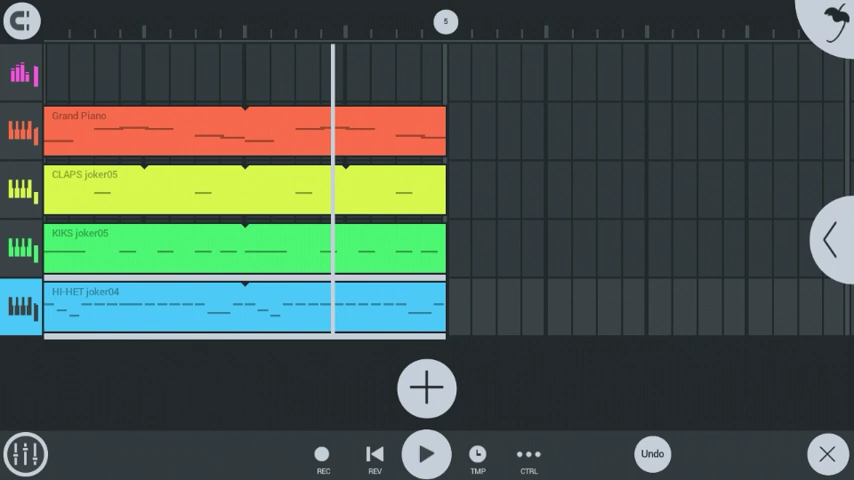 5
Grand Piano
CLAPS joker05
KIKS joker05
HI-HET joker04
REC
REV
TMP
CTRL
Undo